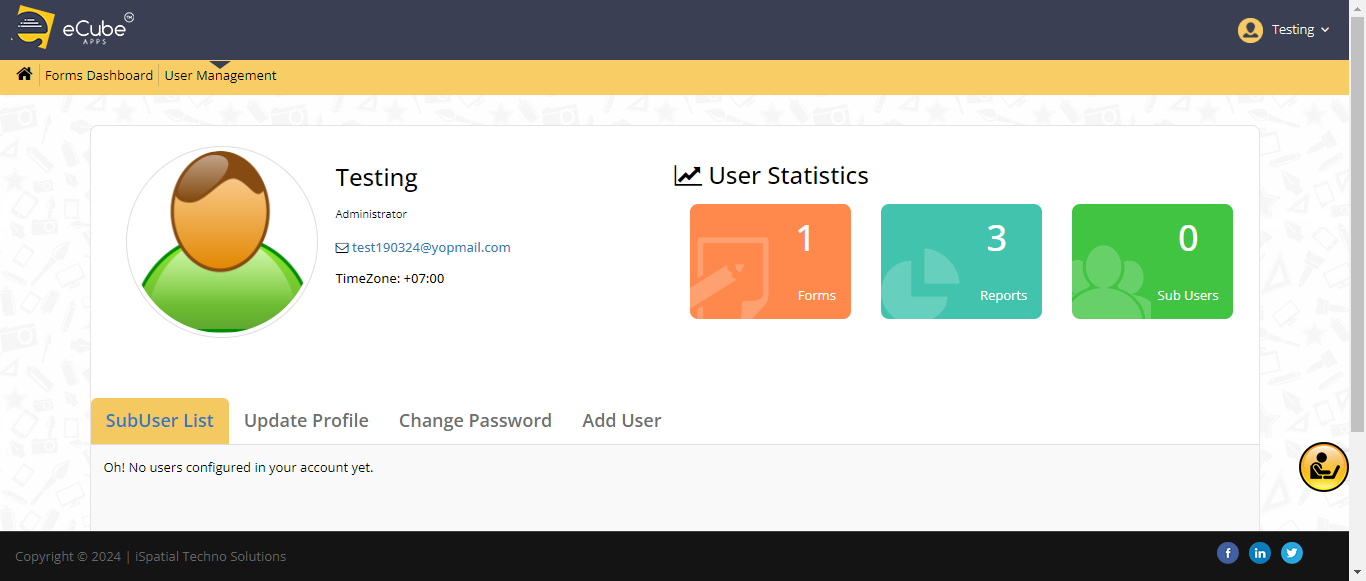 eCube TM
APPS
Testing
Forms Dashboard
User Management
Testing
Administrator
test190324@yopmail.com
TimeZone: +07:00
User Statistics
1
Forms
3
Reports
0
Sub Users
SubUser List
Update Profile
Change Password
Add User
Oh! No users configured in your account yet.
Copyright © 2024 | iSpatial Techno Solutions
f
in